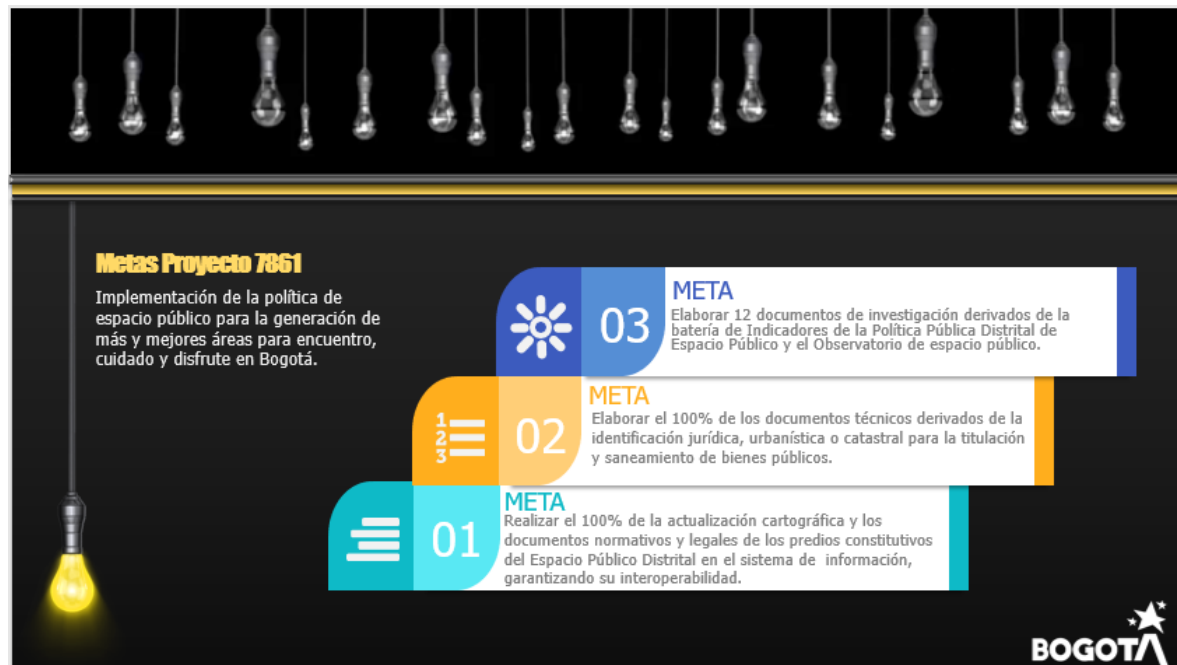 Metas Proyecto 7861
Implementación de la política de
espacio público para la generación de
más y mejores áreas para encuentro,
cuidado y disfrute en Bogotá.
03
META
Elaborar 12 documentos de investigación derivados de la
batería de Indicadores de la Política Pública Distrital de
Espacio Público y el Observatorio de espacio público.
1
2
3
02
META
Elaborar el 100% de los documentos técnicos derivados de la
identificación jurídica, urbanística o catastral para la titulación
y saneamiento de bienes públicos.
01
META
Realizar el 100% de la actualización cartográfica y los
documentos normativos y legales de los predios constitutivos
del Espacio Público Distrital en el sistema de  información,
garantizando su interoperabilidad.
BOGOTÁ